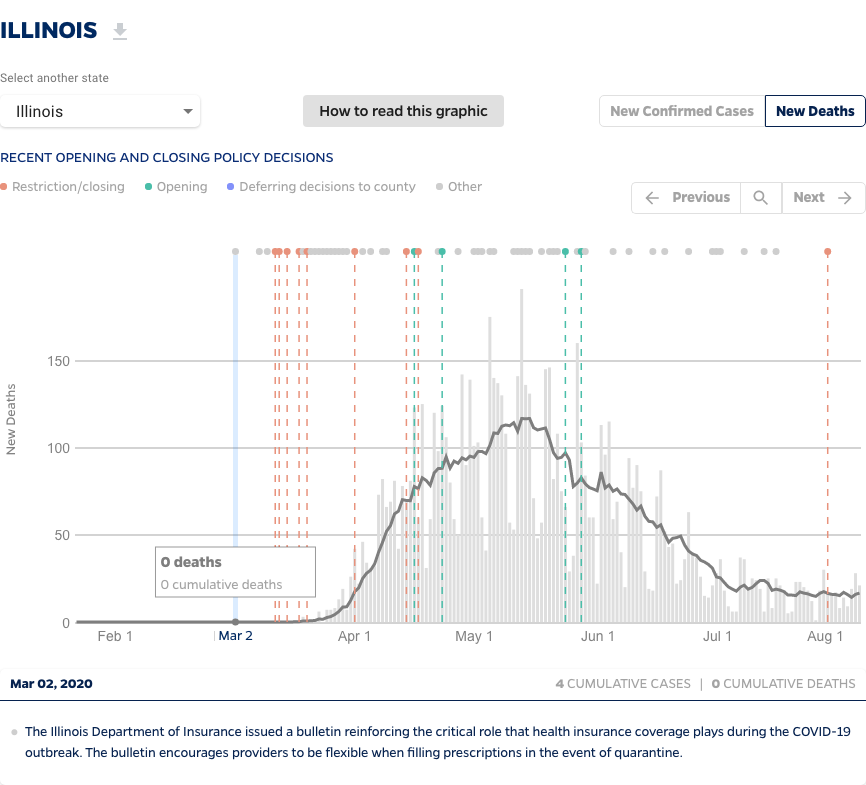 ILLINOIS
Select another state
Illinois
How to read this graphic
New Confirmed Cases
New Deaths
RECENT OPENING AND CLOSING POLICY DECISIONS
Restriction/closing
Opening
Deferring decisions to county
Other
Previous
Next
New Deaths
150
100
50
0
0 deaths
0 cumulative deaths
Feb 1
Mar 2
Apr 1
May 1
Jun 1
Jul 1
Aug 1
Mar 02, 2020
4 CUMULATIVE CASES | 0 CUMULATIVE DEATHS
The Illinois Department of Insurance issued a bulletin reinforcing the critical role that health insurance coverage plays during the COVID-19
outbreak. The bulletin encourages providers to be flexible when filling prescriptions in the event of quarantine.